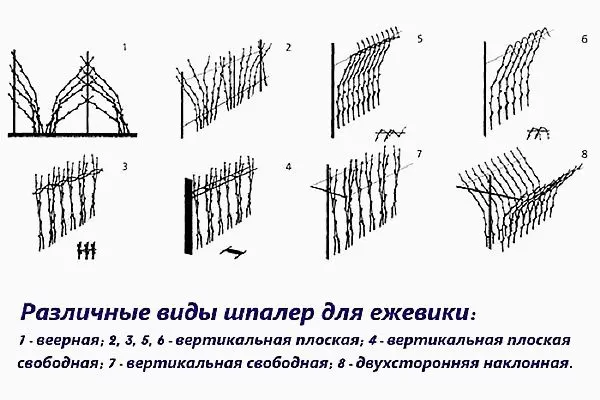 1
2
5
6
3
4
7
8
Различные виды шпалер для ежевики:
1 - веерная; 2, 3, 5, 6 - вертикальная плоская; 4 - вертикальная плоская
свободная; 7 - вертикальная свободная; 8 - двухсторонняя наклонная.